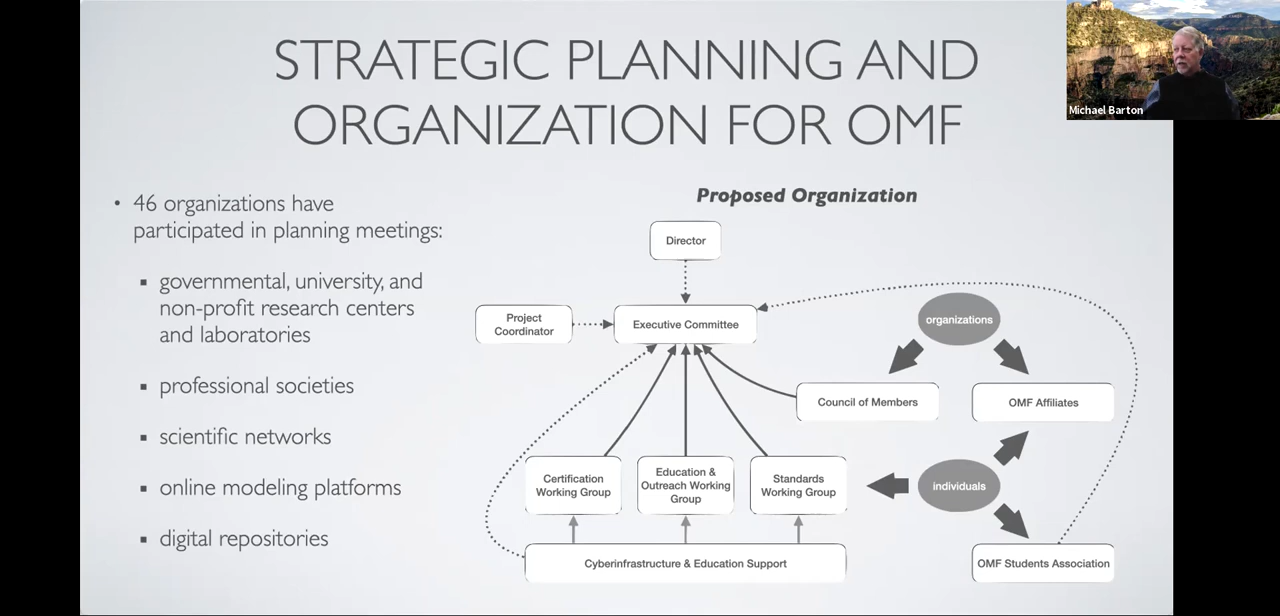 STRATEGIC PLANNING AND
ORGANIZATION FOR OMF
Michael Barton
• 46 organizations have
participated in planning meetings:
▪ governmental, university, and
non-profit research centers
and laboratories
▪ professional societies
▪ scientific networks
▪ online modeling platforms
▪ digital repositories
Proposed Organization
Director
Project
Coordinator
Executive Committee
organizations
Council of Members
OMF Affiliates
Certification
Working Group
Education &
Outreach Working
Group
Standards
Working Group
individuals
Cyberinfrastructure & Education Support
OMF Students Association